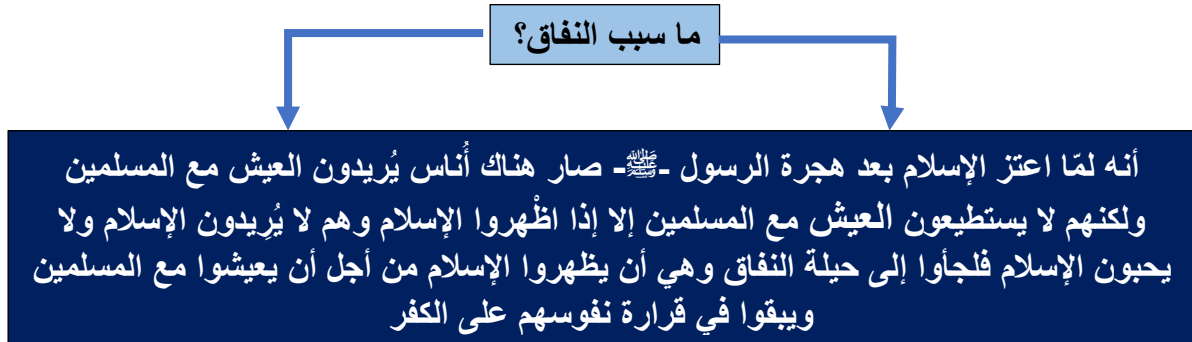 ما سبب النفاق؟
أنه لمّا اعتز الإسلام بعد هجرة الرسول -ﷺ- صار هناك أُناس يُريدون العيش مع المسلمين
ولكنهم لا يستطيعون العيش مع المسلمين إلا إذا اظْهروا الإسلام وهم لا يُرِيدون الإسلام ولا
يحبون الإسلام فلجأوا إلى حيلة النفاق وهي أن يظهروا الإسلام من أجل أن يعيشوا مع المسلمين
ويبقوا في قرارة نفوسهم على الكفر